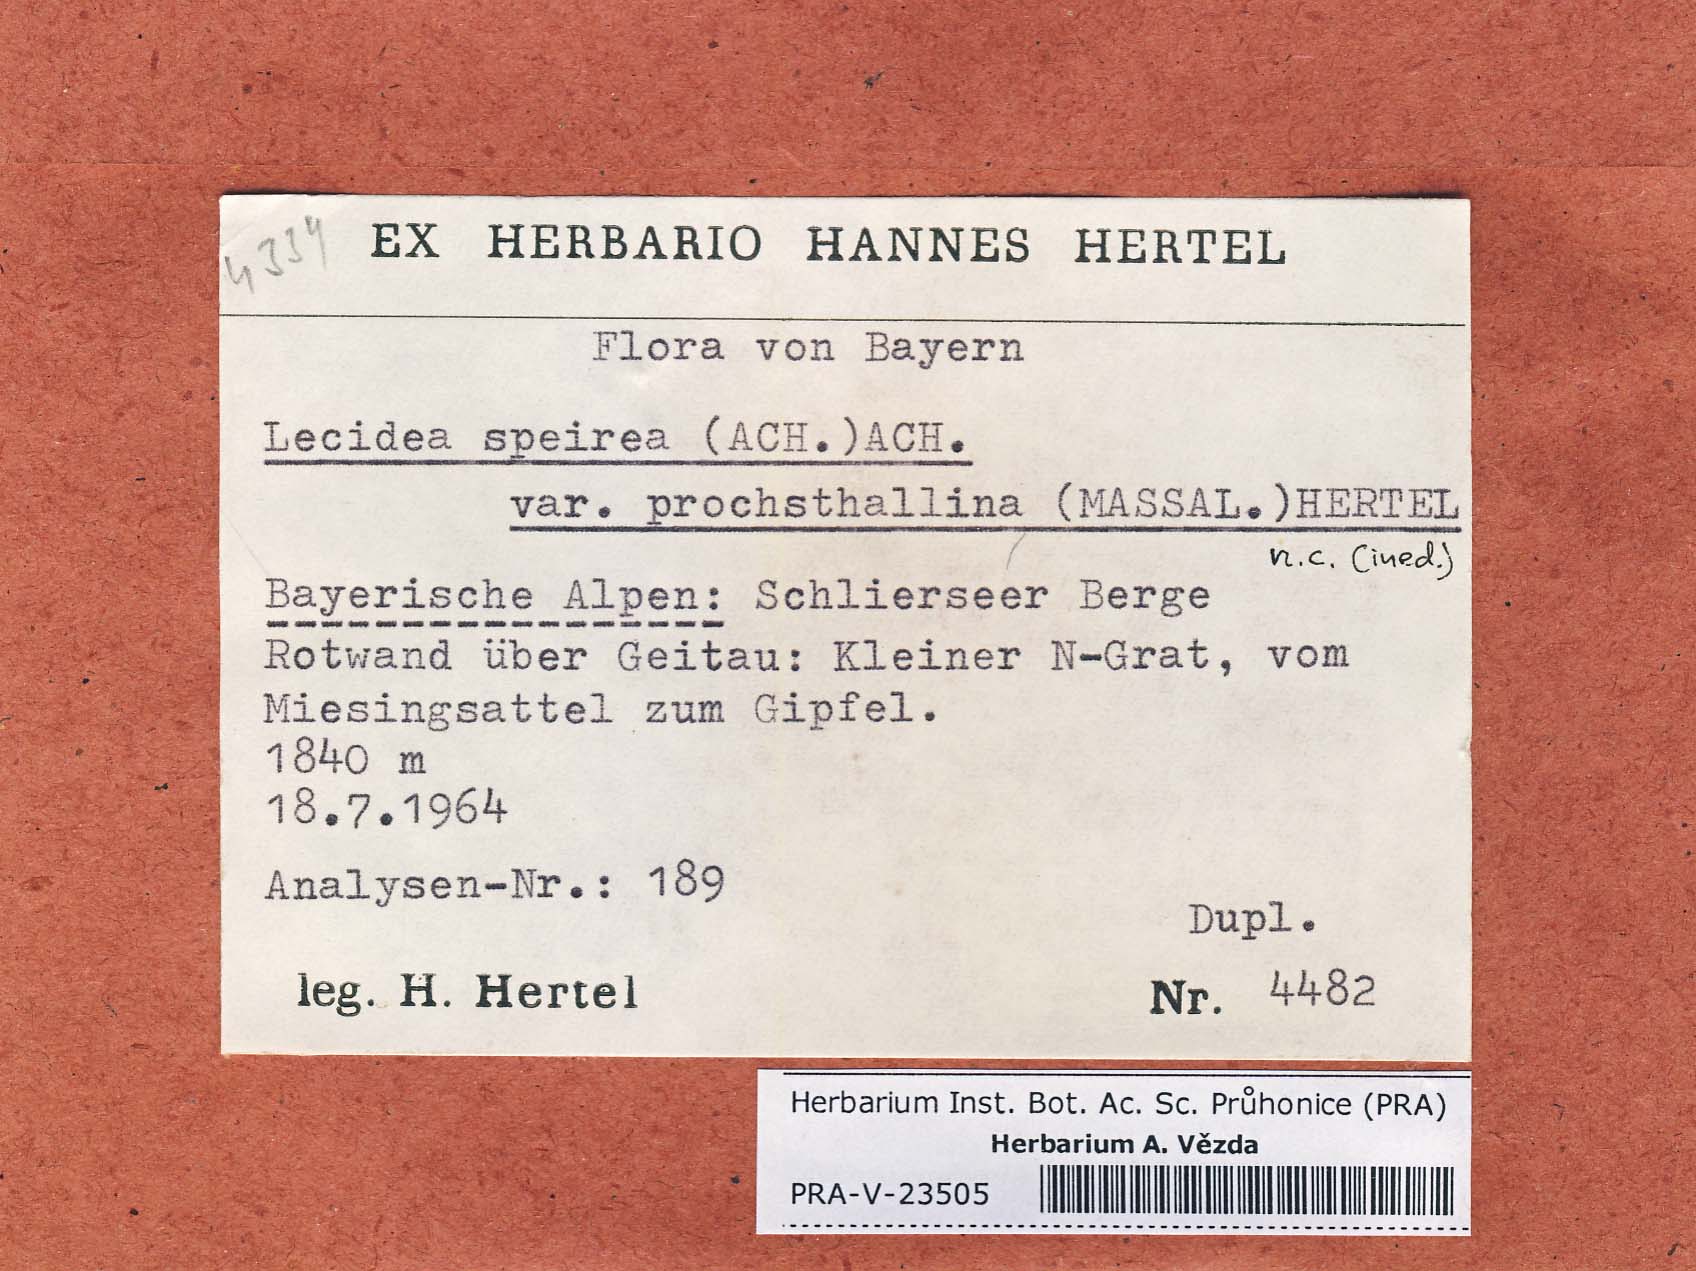 4334
EX HERBARIO HANNES HERTEL
Flora von Bayern
Lecidea speirea (ACH.)ACH.
var. prochsthallina (MASSAL.)HERTEL
n.c. (ined.)
Bayerische Alpen: Schlierseer Berge
Rotwand über Geitau: Kleiner N-Grat, vom
Miesingsattel zum Gipfel.
1840 m
18.7.1964
Analysen-Nr.: 189
Dupl.
leg. H. Hertel
Nr. 4482
Herbarium Inst. Bot. Ac. Sc. Průhonice (PRA)
Herbarium A. Vězda
PRA-V-23505